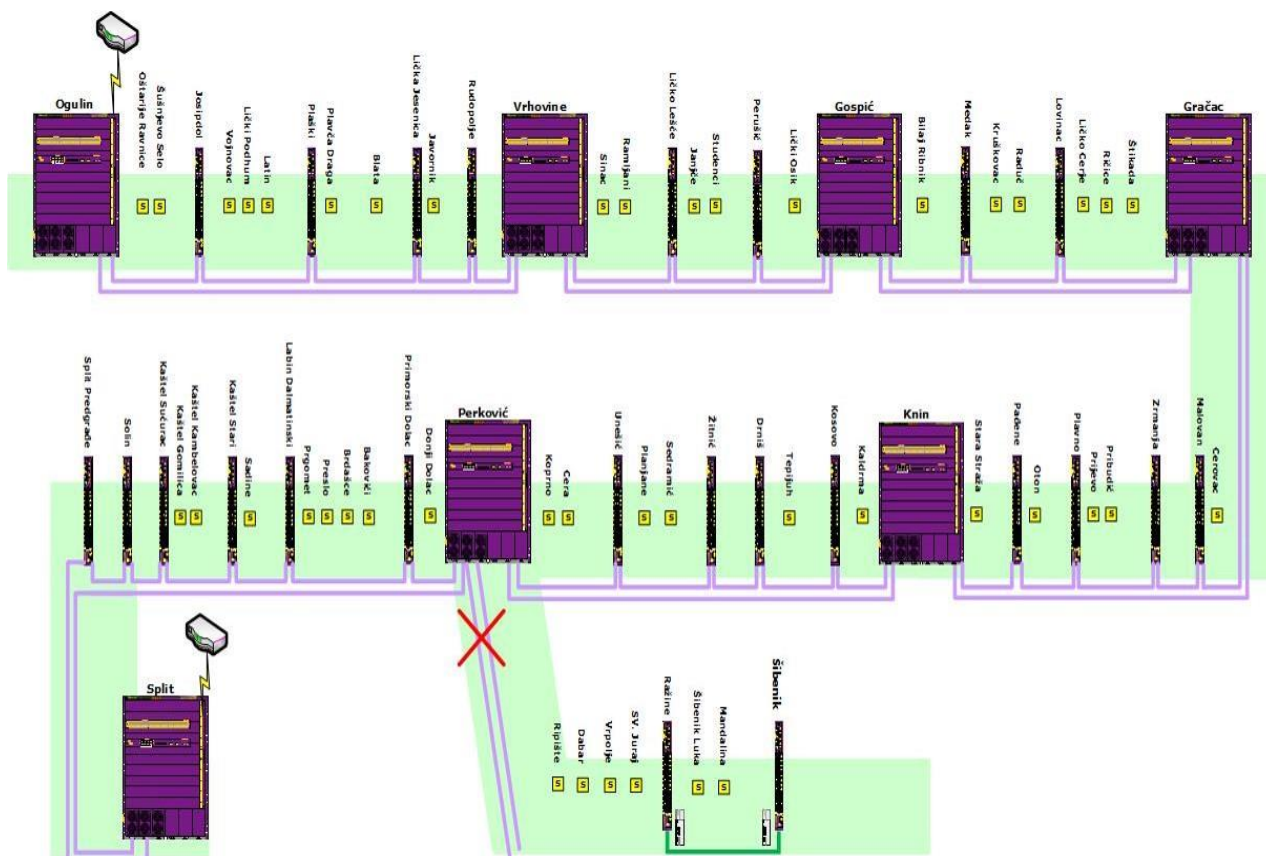 Ogulin
Oštarije Ravnice
Šušnjevo Selo
Josipdol
Vojnovac
Lički Podhum
Latin
Plaški
Plavča Draga
Blata
Lička Jesenica
Javornik
Rudopolje
Vrhovine
Sinac
Ramljani
Ličko Lešće
Janjče
Studenci
Perušić
Lički Osik
Gospić
Bilaj Ribnik
Medak
Kruškovac
Raduč
Lovinac
Ličko Cerje
Ričice
Štikada
Gračac
S S S S S S S S S S S S S S S S S S S S
Split Predgrađe
Solin
Kaštel Sućurac
Kaštel Gomilica
Kaštel Kambelovac
Kaštel Stari
Sadine
Labin Dalmatinski
Prgomet
Preslo
Brdašce
Bakovići
Primorski Dolac
Donji Dolac
Perković
Koprno
Cera
Unešić
Planjane
Sedramić
Žitnić
Drniš
Tepljuh
Kosovo
Kaldrma
Knin
Stara Straža
Pađene
Oton
Plavno
Prijevo
Pribudić
Zrmanja
Malovan
Cerovac
S S S S S S S S S S S S S S S S S S S
Split
Ripište
Dabar
Vrpolje
SV. Juraj
Ražine
Šibenik Luka
Mandalina
Šibenik
S S S S S S